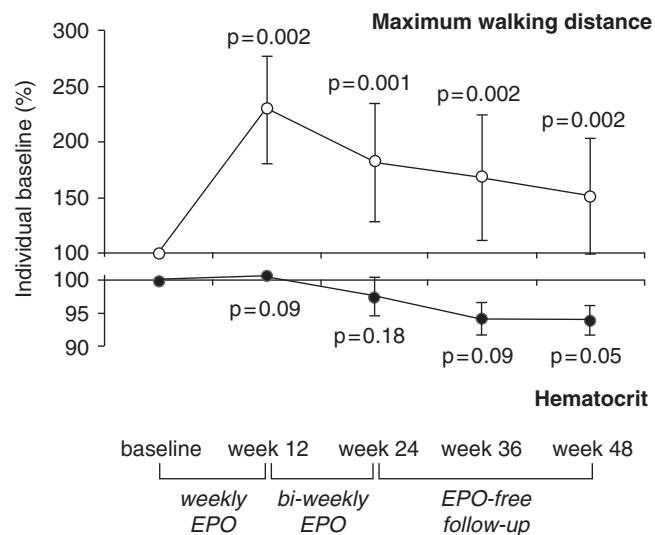 Maximum walking distance
300
250
200
150
100
100
95
90
Individual baseline (%)
p=0.002
p=0.001
p=0.002
p=0.002
p=0.09
p=0.18
p=0.09
p=0.05
Hematocrit
baseline week 12 week 24 week 36 week 48
weekly EPO
bi-weekly EPO
EPO-free follow-up